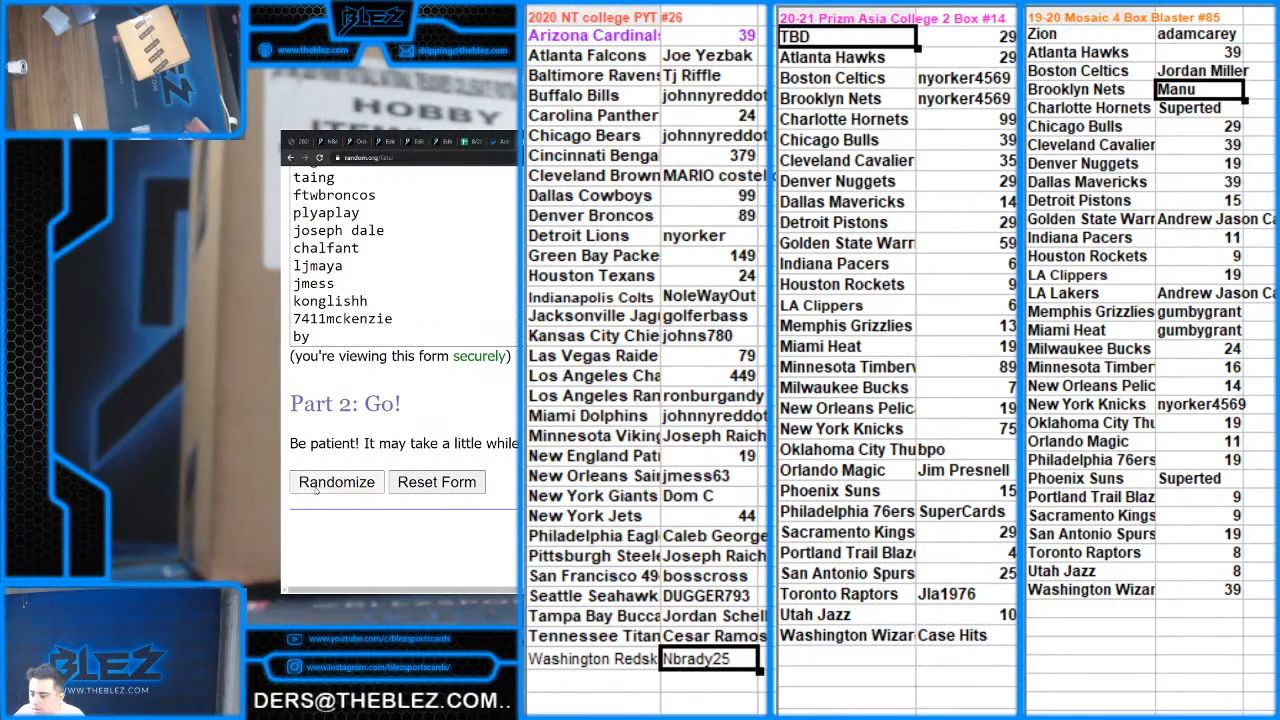 www.theblez.com
BLEZ
shipping@theblez.com
HOBBY
random.org/lists/
taing
ftwbroncos
plyaplay
joseph dale
chalfant
ljmaya
jmess
konglishh
7411mckenzie
by
(you're viewing this form securely)
Part 2: Go!
Be patient! It may take a little while
Randomize Reset Form
BLEZ
WWW.THEBLEZ.COM
www.youtube.com/c/blezsportscards
www.Instagram.com/blezsportscards/
DERS@THEBLEZ.COM..
2020 NT college PYT #26
Arizona Cardinals 39
Atlanta Falcons Joe Yezbak
Baltimore Ravens Tj Riffle
Buffalo Bills johnnyreddot
Carolina Panther 24
Chicago Bears johnnyreddot
Cincinnati Benga 379
Cleveland Brown MARIO costel
Dallas Cowboys 99
Denver Broncos 89
Detroit Lions nyorker
Green Bay Packe 149
Houston Texans 24
Indianapolis Colts NoleWayOut
Jacksonville Jagu golferbass
Kansas City Chie johns780
Las Vegas Raide 79
Los Angeles Cha 449
Los Angeles Ran ronburgandy
Miami Dolphins johnnyreddot
Minnesota Viking Joseph Raich
New England Patr 19
New Orleans Sain jmess63
New York Giants Dom C
New York Jets 44
Philadelphia Eagl Caleb George
Pittsburgh Steele Joseph Raich
San Francisco 49 bosscross
Seattle Seahawk DUGGER793
Tampa Bay Bucca Jordan Schell
Tennessee Titan Cesar Ramos
Washington Redsk Nbrady25
20-21 Prizm Asia College 2 Box #14
TBD 29
Atlanta Hawks 29
Boston Celtics nyorker4569
Brooklyn Nets nyorker4569
Charlotte Hornets 99
Chicago Bulls 39
Cleveland Cavalier 35
Denver Nuggets 29
Dallas Mavericks 14
Detroit Pistons 29
Golden State Warri 59
Indiana Pacers 6
Houston Rockets 9
LA Clippers 6
Memphis Grizzlies 13
Miami Heat 19
Minnesota Timberv 89
Milwaukee Bucks 7
New Orleans Pelic 19
New York Knicks 75
Oklahoma City Thu bpo
Orlando Magic Jim Presnell
Phoenix Suns 15
Philadelphia 76ers SuperCards
Sacramento Kings 29
Portland Trail Blaze 4
San Antonio Spurs 25
Toronto Raptors Jla1976
Utah Jazz 10
Washington Wizar Case Hits
19-20 Mosaic 4 Box Blaster #85
Zion adamcarey
Atlanta Hawks 39
Boston Celtics Jordan Miller
Brooklyn Nets Manu
Charlotte Hornets Superted
Chicago Bulls 29
Cleveland Cavalier 39
Denver Nuggets 19
Dallas Mavericks 39
Detroit Pistons 15
Golden State Warr Andrew Jason Ca
Indiana Pacers 11
Houston Rockets 9
LA Clippers 19
LA Lakers Andrew Jason Ca
Memphis Grizzlies gumbygrant
Miami Heat gumbygrant
Milwaukee Bucks 24
Minnesota Timber 16
New Orleans Pelic 14
New York Knicks nyorker4569
Oklahoma City Thu 19
Orlando Magic 11
Philadelphia 76ers 19
Phoenix Suns Superted
Portland Trail Blaz 9
Sacramento Kings 9
San Antonio Spurs 19
Toronto Raptors 8
Utah Jazz 8
Washington Wizar 39